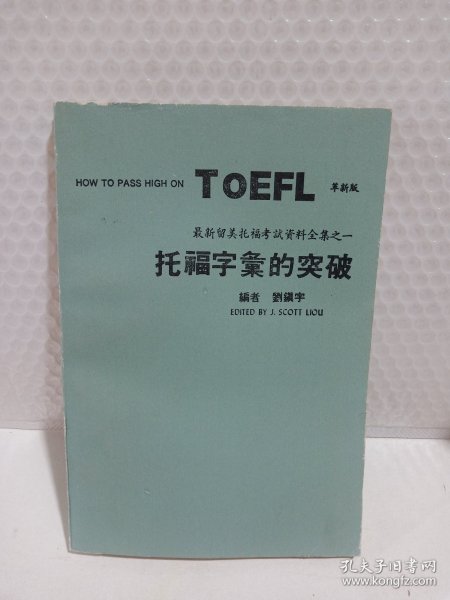 HOW TO PASS HIGH ON TOEFL 革新版
最新留美托福考試資料全集之一
托福字彙的突破
編者 劉鎭宇
EDITED BY J. SCOTT LIOU
孔夫子旧书网
www.kongfz.com